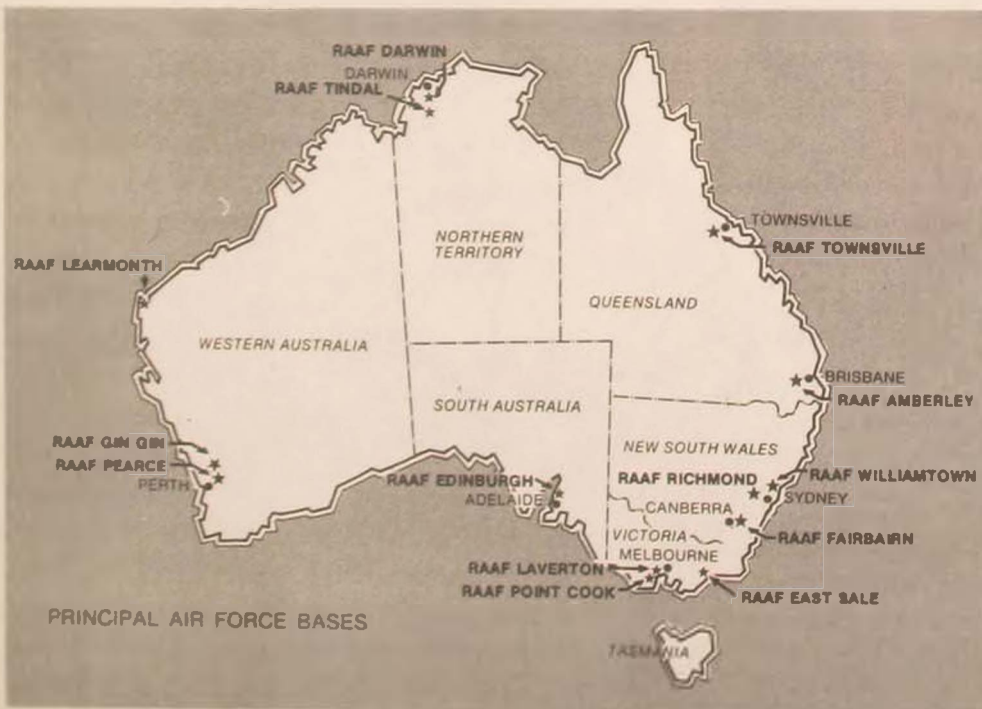 RAAF DARWIN
DARWIN
RAAF TINDAL
TOWNSVILLE
RAAF TOWNSVILLE
NORTHERN
TERRITORY
RAAF LEARMONTH
QUEENSLAND
WESTERN AUSTRALIA
BRISBANE
RAAF AMBERLEY
SOUTH AUSTRALIA
RAAF GIN GIN
RAAF PEARCE
PERTH
NEW SOUTH WALES
RAAF EDINBURGH
ADELAIDE
RAAF RICHMOND
RAAF WILLIAMTOWN
SYDNEY
CANBERRA
RAAF FAIRBAIRN
VICTORIA
MELBOURNE
RAAF LAVERTON
RAAF POINT COOK
RAAF EAST SALE
PRINCIPAL AIR FORCE BASES
TASMANIA